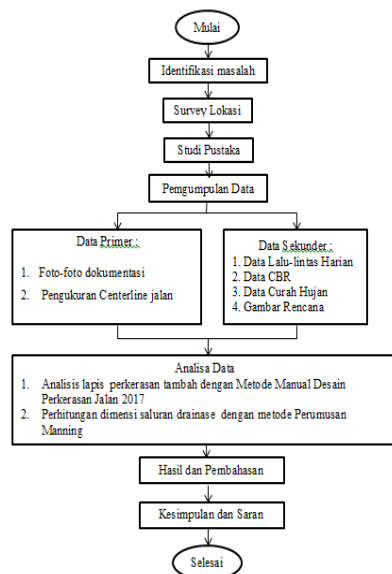 Mulai
Identifikasi masalah
Survey Lokasi
Studi Pustaka
Pengumpulan Data
Data Primer :
1. Foto-foto dokumentasi
2. Pengukuran Centerline jalan
Data Sekunder :
1. Data Lalu-lintas Harian
2. Data CBR
3. Data Curah Hujan
4. Gambar Rencana
Analisa Data
1. Analisis lapis perkerasan tambah dengan Metode Manual Desain
Perkerasan Jalan 2017
2. Perhitungan dimensi saluran drainase dengan metode Perumusan
Manning
Hasil dan Pembahasan
Kesimpulan dan Saran
Selesai